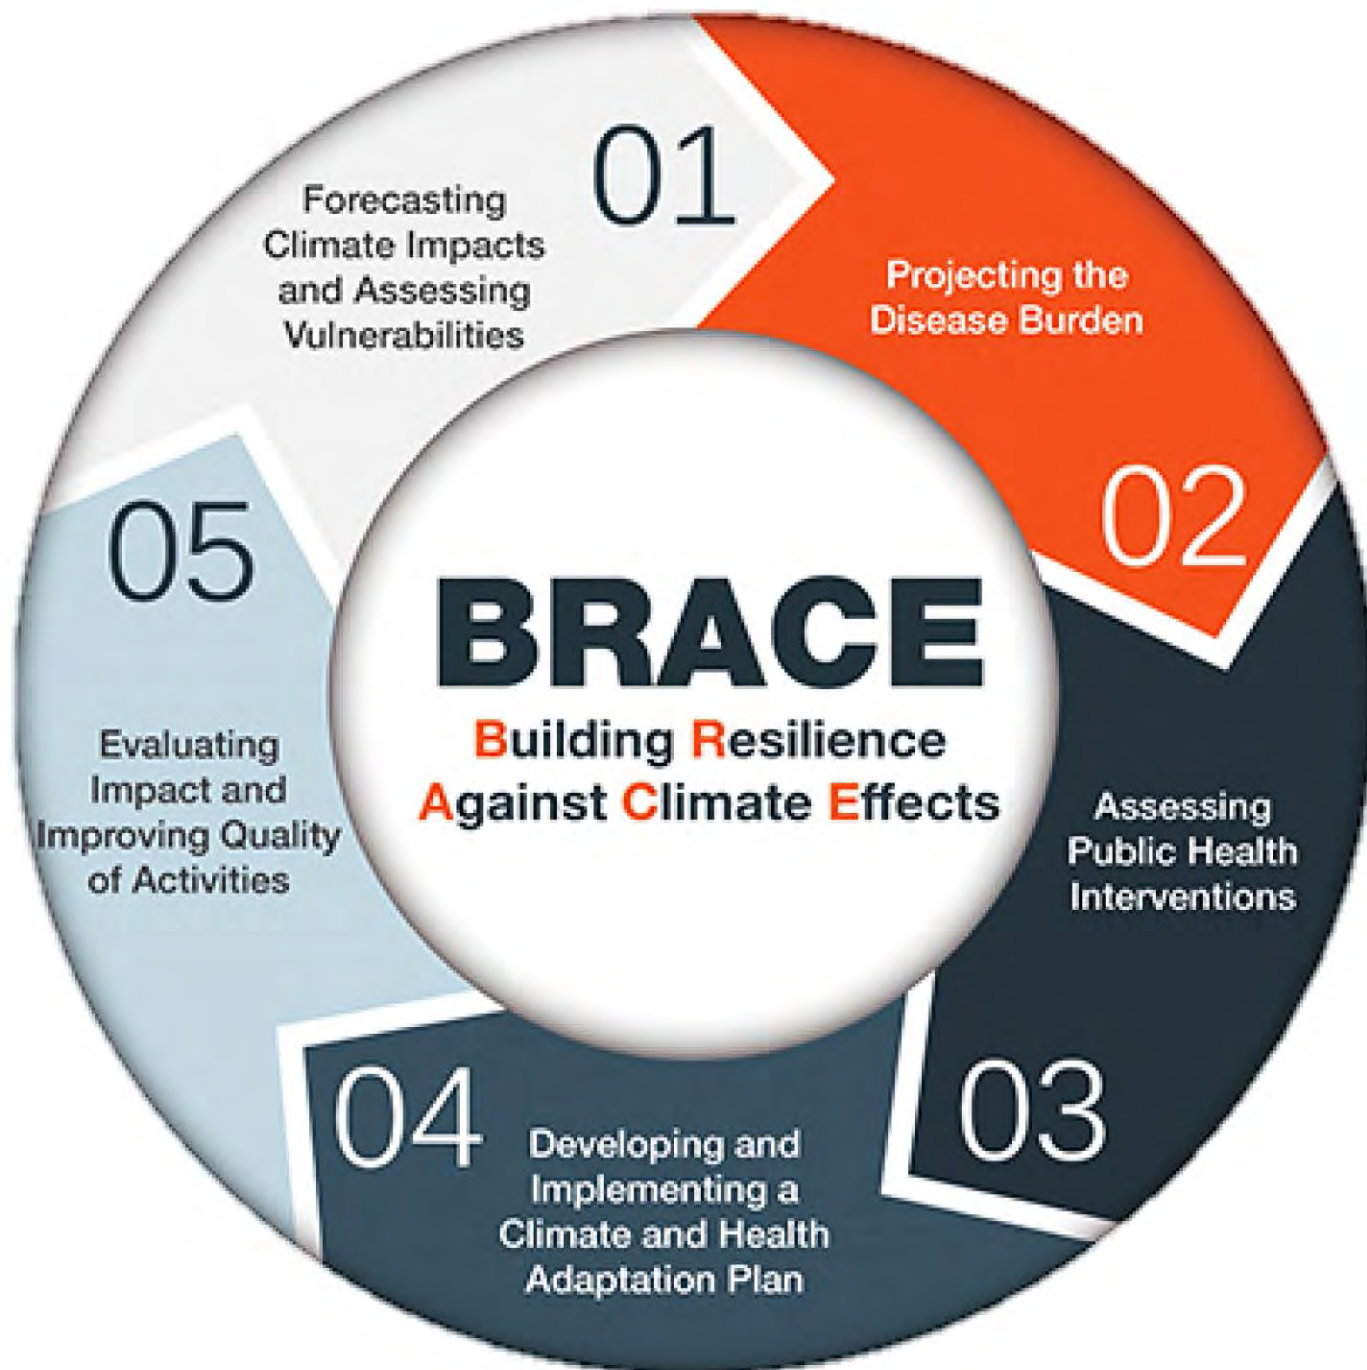 01
Forecasting
Climate Impacts
and Assessing
Vulnerabilities
Projecting the
Disease Burden
02
Assessing
Public Health
Interventions
03
04
Developing and
Implementing a
Climate and Health
Adaptation Plan
05
Evaluating
Impact and
Improving Quality
of Activities
BRACE
Building Resilience
Against Climate Effects